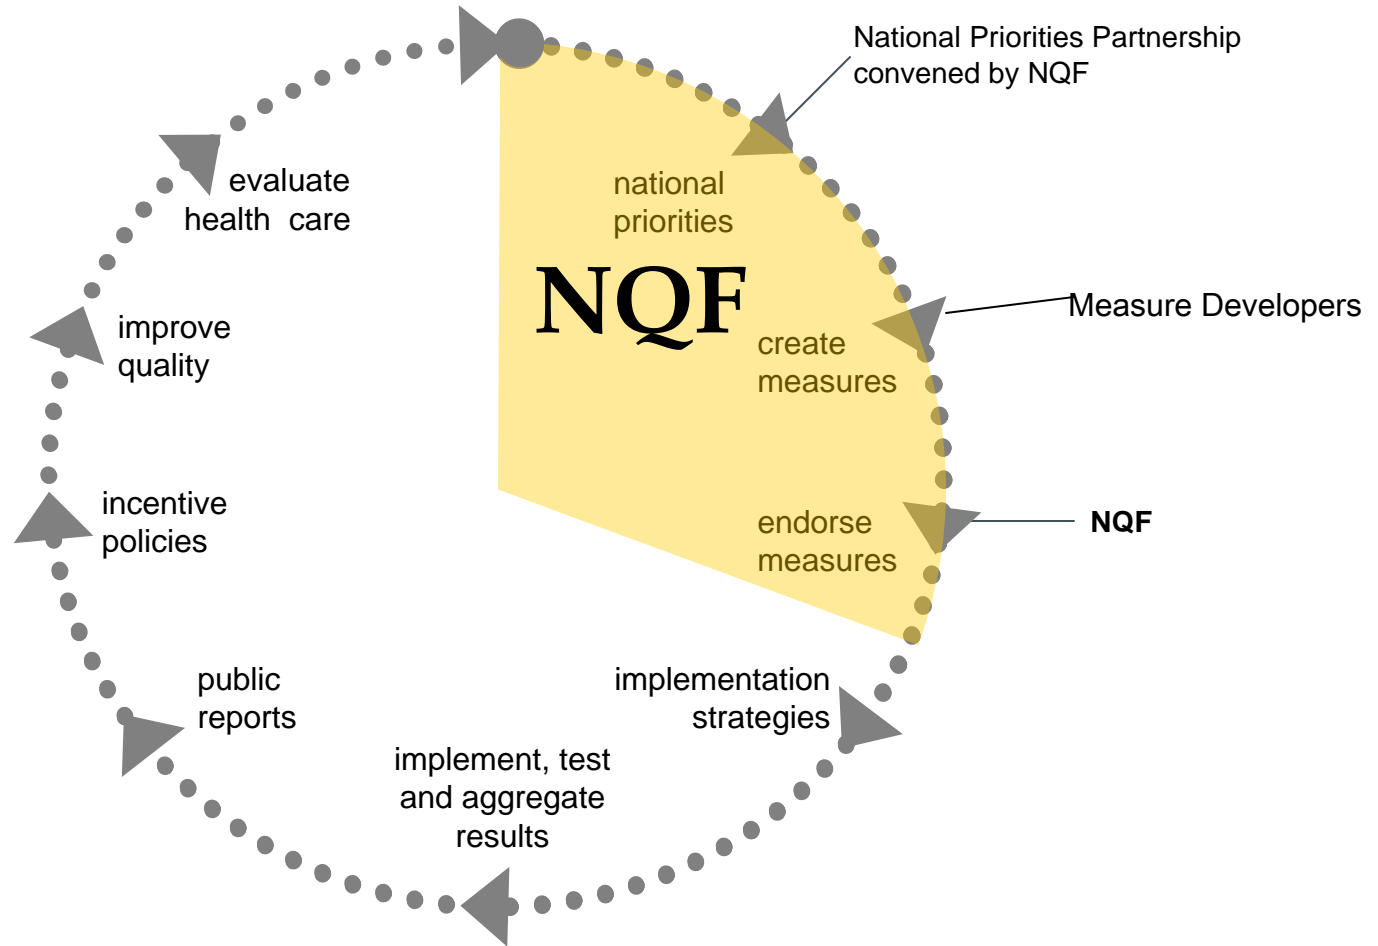 National Priorities Partnership
convened by NQF
national
priorities
NQF
Measure Developers
create
measures
NQF
endorse
measures
implementation
strategies
implement, test
and aggregate
results
public
reports
incentive
policies
improve
quality
evaluate
health care